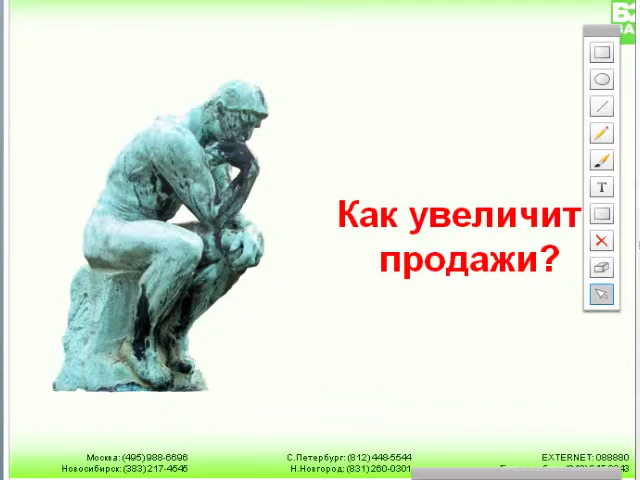 Как увеличит
продажи?
T
Москва: (495) 988-6696
С.Петербург: (812) 448-5544
EXTERNET: 088880
Новосибирск: (383) 217-4545
Н.Новгород: (831) 260-0301